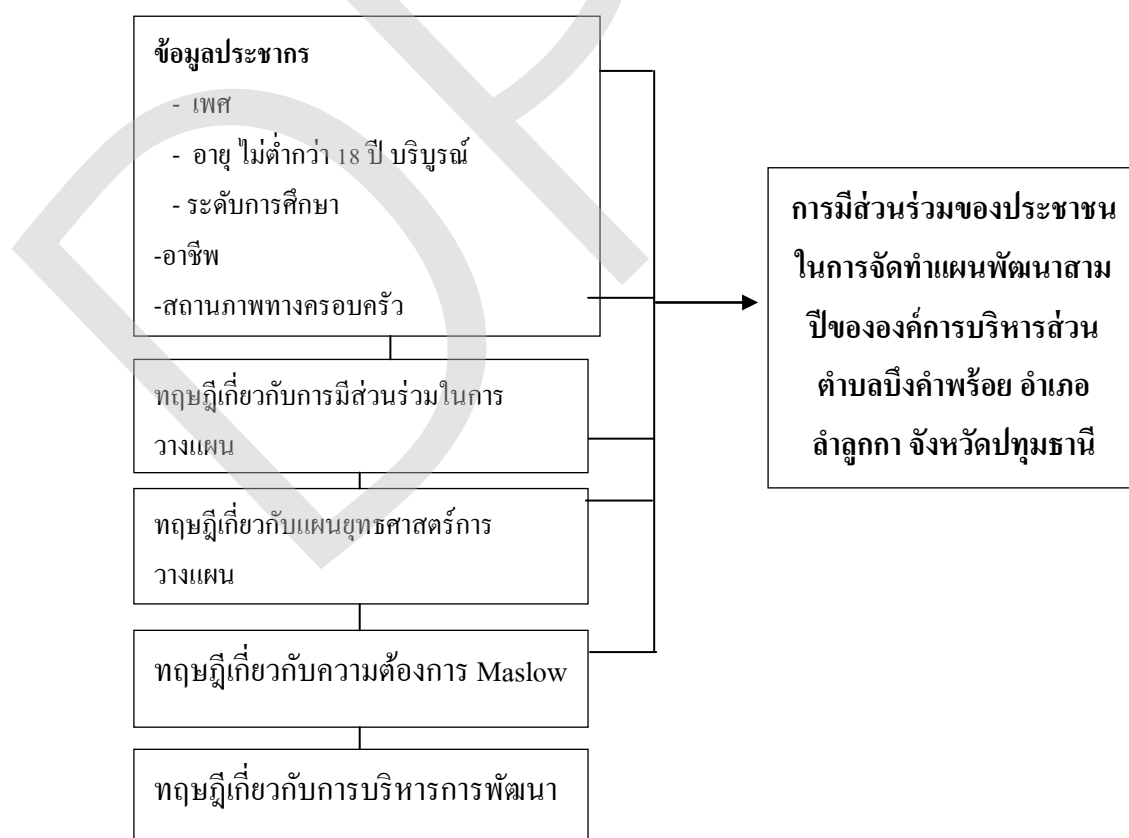 ข้อมูลประชากร
- เพศ
- อายุ ไม่ต่ำกว่า 18 ปี บริบูรณ์
- ระดับการศึกษา
-อาชีพ
-สถานภาพทางครอบครัว
ทฤษฎีเกี่ยวกับการมีส่วนร่วมในการ
วางแผน
ทฤษฎีเกี่ยวกับแผนยุทธศาสตร์การ
วางแผน
ทฤษฎีเกี่ยวกับความต้องการ Maslow
ทฤษฎีเกี่ยวกับการบริหารการพัฒนา
การมีส่วนร่วมของประชาชน
ในการจัดทำแผนพัฒนาสาม
ปีขององค์การบริหารส่วน
ตำบลบึงคำพร้อย อำเภอ
ลำลูกกา จังหวัดปทุมธานี